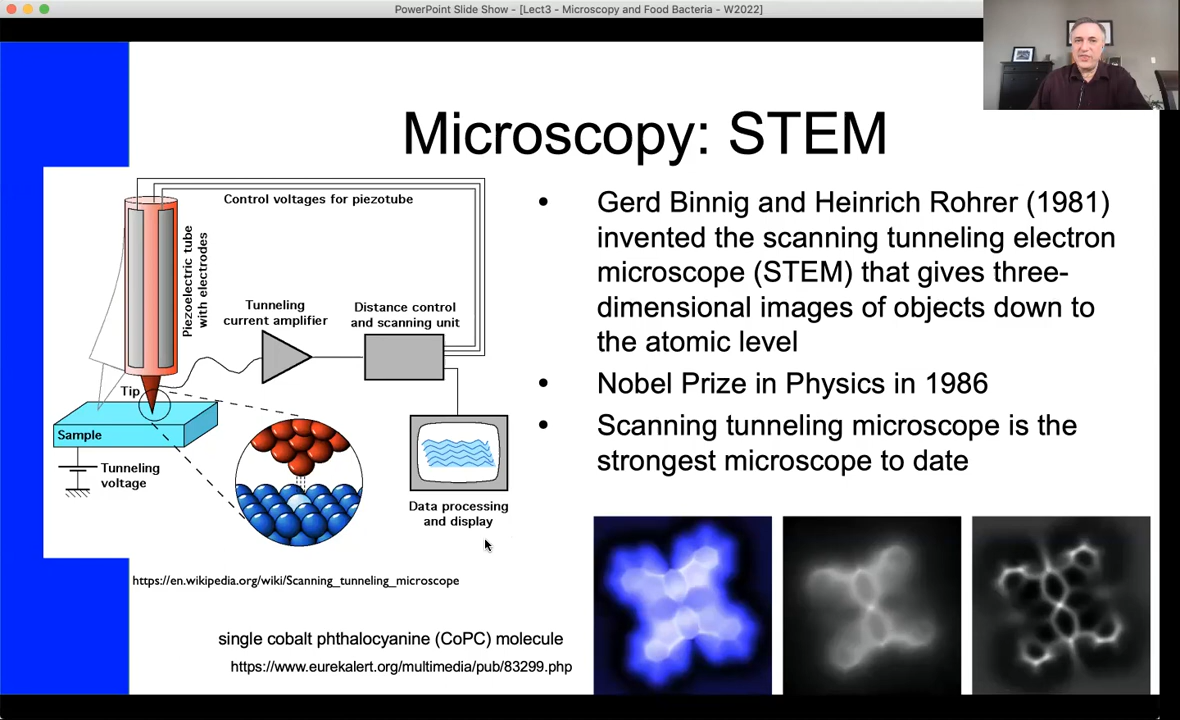 PowerPoint Slide Show - [Lect3 - Microscopy and Food Bacteria - W2022]
Microscopy: STEM
Control voltages for piezotube
Piezoelectric tube
with electrodes
Tunneling
current amplifier
Distance control
and scanning unit
Tip
Sample
Tunneling
voltage
Data processing
and display
https://en.wikipedia.org/wiki/Scanning_tunneling_microscope
• Gerd Binnig and Heinrich Rohrer (1981)
invented the scanning tunneling electron
microscope (STEM) that gives three-
dimensional images of objects down to
the atomic level
• Nobel Prize in Physics in 1986
• Scanning tunneling microscope is the
strongest microscope to date
single cobalt phthalocyanine (CoPC) molecule
https://www.eurekalert.org/multimedia/pub/83299.php